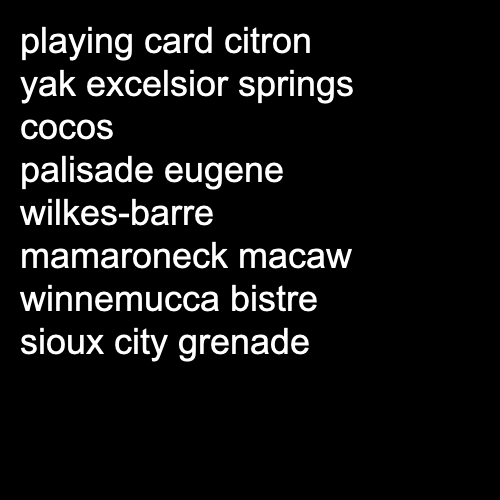 playing card citron
yak excelsior springs
cocos
palisade eugene
wilkes-barre
mamaroneck macaw
winnemucca bistre
sioux city grenade